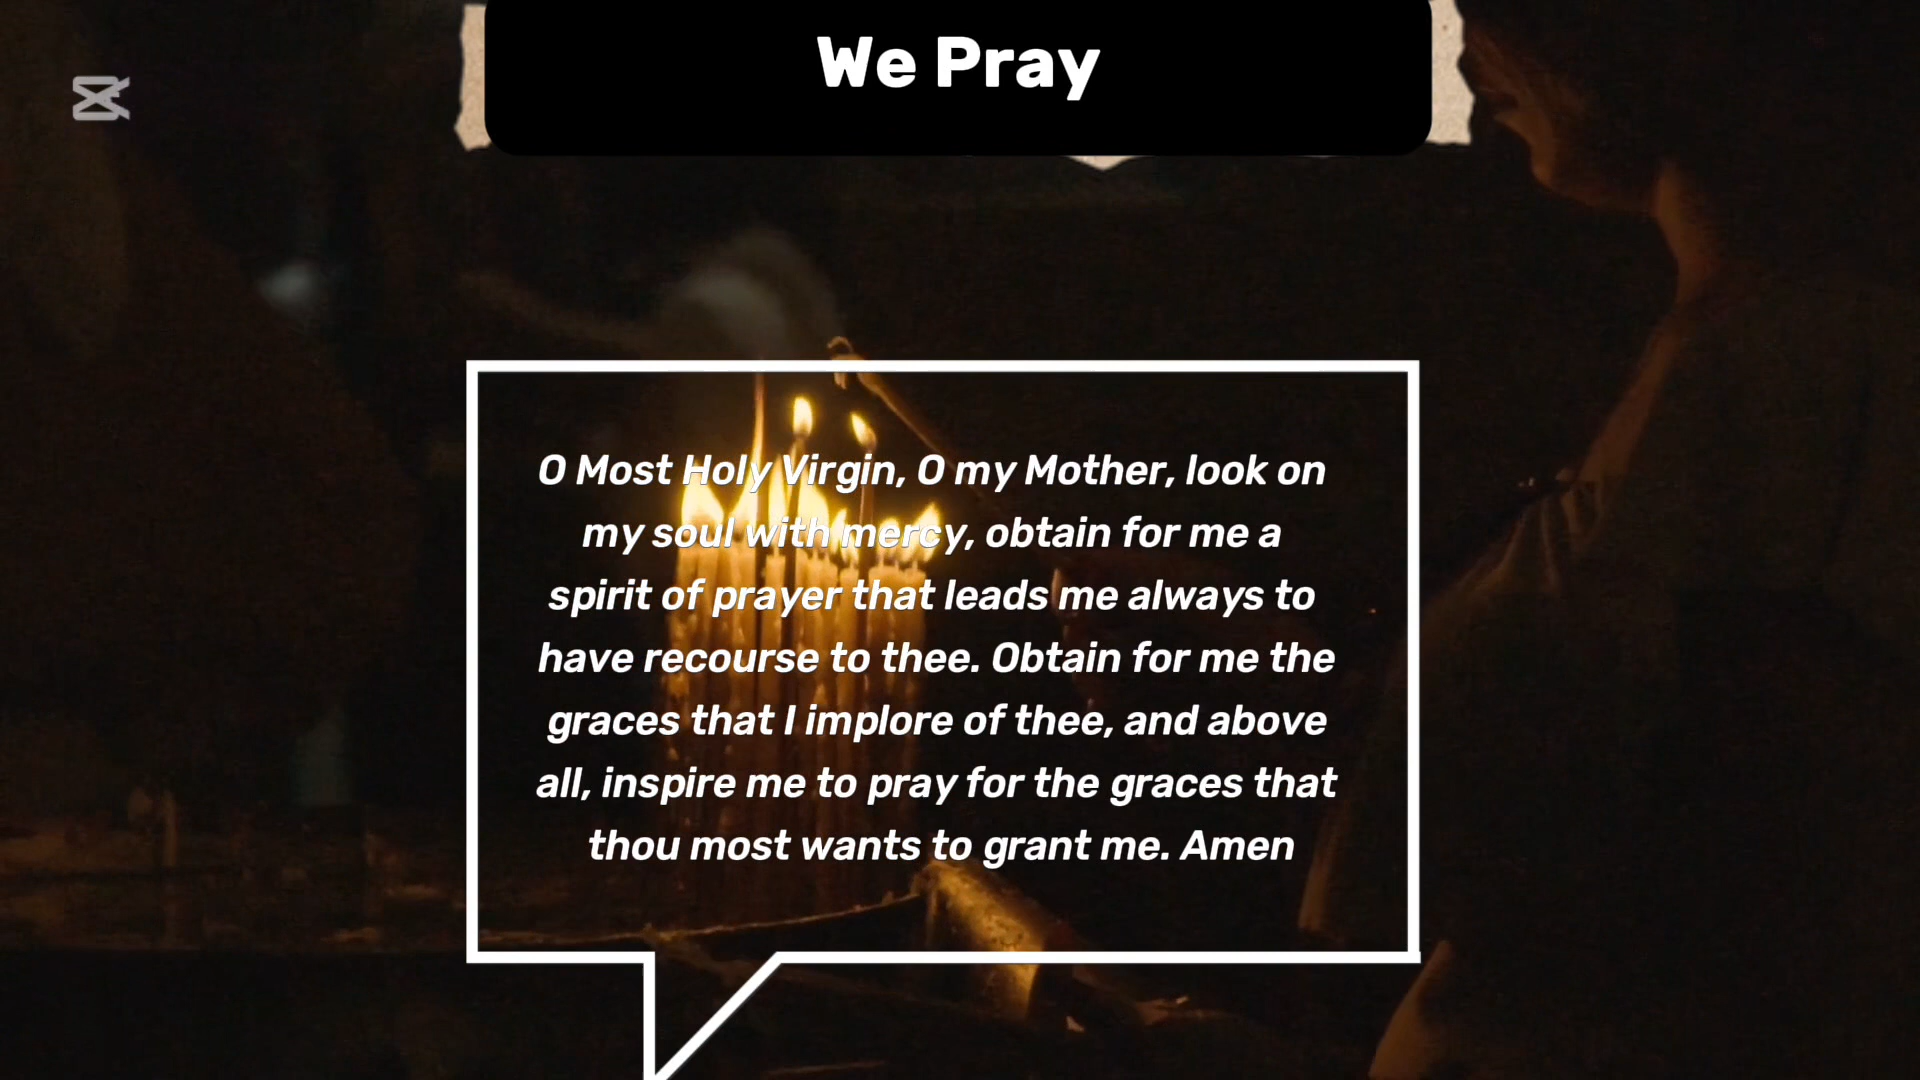 We Pray
O Most Holy Virgin, O my Mother, look on
my soul with mercy, obtain for me a
spirit of prayer that leads me always to
have recourse to thee. Obtain for me the
graces that I implore of thee, and above
all, inspire me to pray for the graces that
thou most wants to grant me. Amen